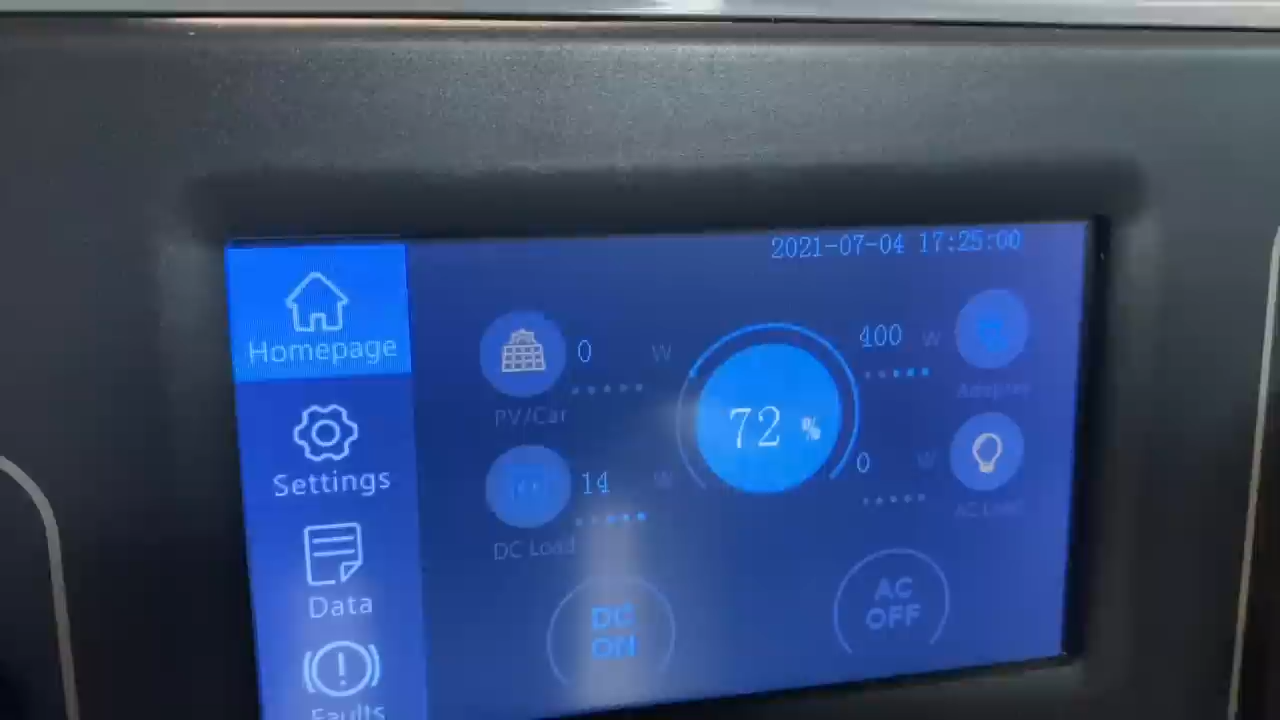 2021-07-04 17:25:00
Homepage
Settings
Data
Faults
0 W
PV/Car
14 W
DC Load
72 %
400 W
Adapter
0 W
AC Load
DC
ON
AC
OFF